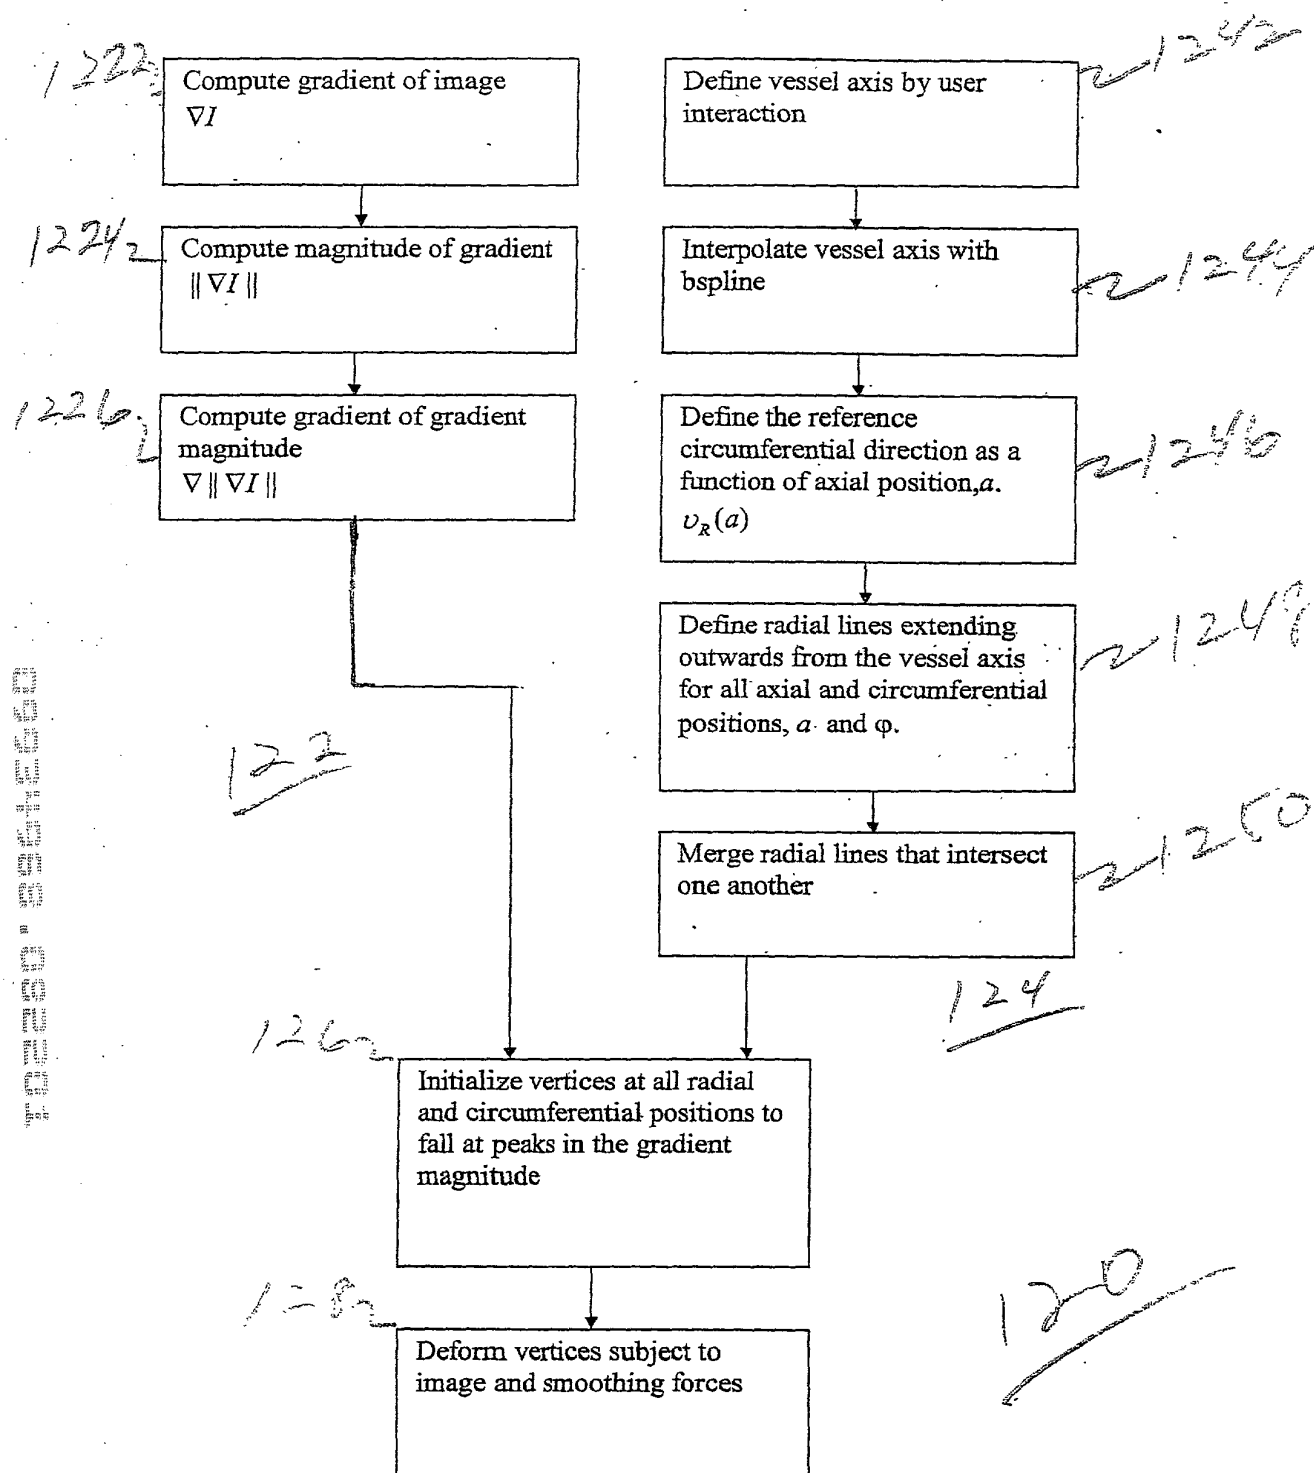 1222
Compute gradient of image
∇I
1224
Compute magnitude of gradient
‖ ∇I ‖
1226
Compute gradient of gradient
magnitude
∇ ‖ ∇I ‖
122
1242
Define vessel axis by user
interaction
1244
Interpolate vessel axis with
bspline
1246
Define the reference
circumferential direction as a
function of axial position,a.
υR(a)
1248
Define radial lines extending
outwards from the vessel axis
for all axial and circumferential
positions, a and φ.
1250
Merge radial lines that intersect
one another
124
126
Initialize vertices at all radial
and circumferential positions to
fall at peaks in the gradient
magnitude
128
Deform vertices subject to
image and smoothing forces
120